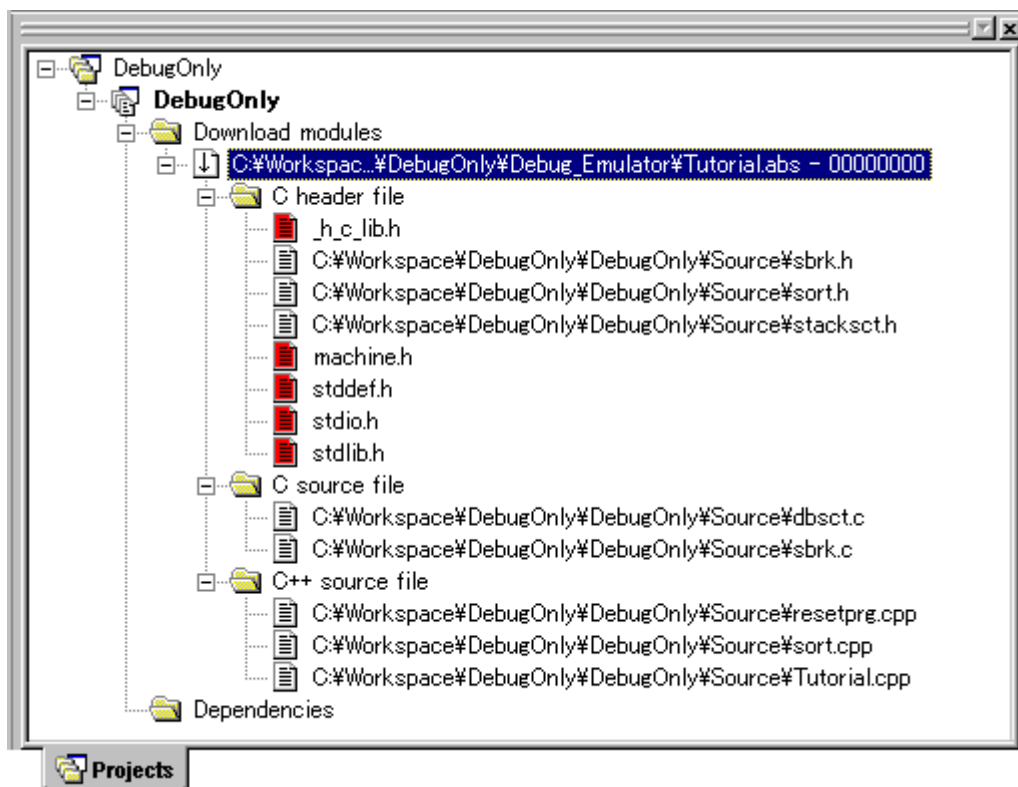 DebugOnly
DebugOnly
Download modules
C:¥Workspac...¥DebugOnly¥Debug_Emulator¥Tutorial.abs - 00000000
C header file
_h_c_lib.h
C:¥Workspace¥DebugOnly¥DebugOnly¥Source¥sbrk.h
C:¥Workspace¥DebugOnly¥DebugOnly¥Source¥sort.h
C:¥Workspace¥DebugOnly¥DebugOnly¥Source¥stacksct.h
machine.h
stddef.h
stdio.h
stdlib.h
C source file
C:¥Workspace¥DebugOnly¥DebugOnly¥Source¥dbsct.c
C:¥Workspace¥DebugOnly¥DebugOnly¥Source¥sbrk.c
C++ source file
C:¥Workspace¥DebugOnly¥DebugOnly¥Source¥resetprg.cpp
C:¥Workspace¥DebugOnly¥DebugOnly¥Source¥sort.cpp
C:¥Workspace¥DebugOnly¥DebugOnly¥Source¥Tutorial.cpp
Dependencies
Projects